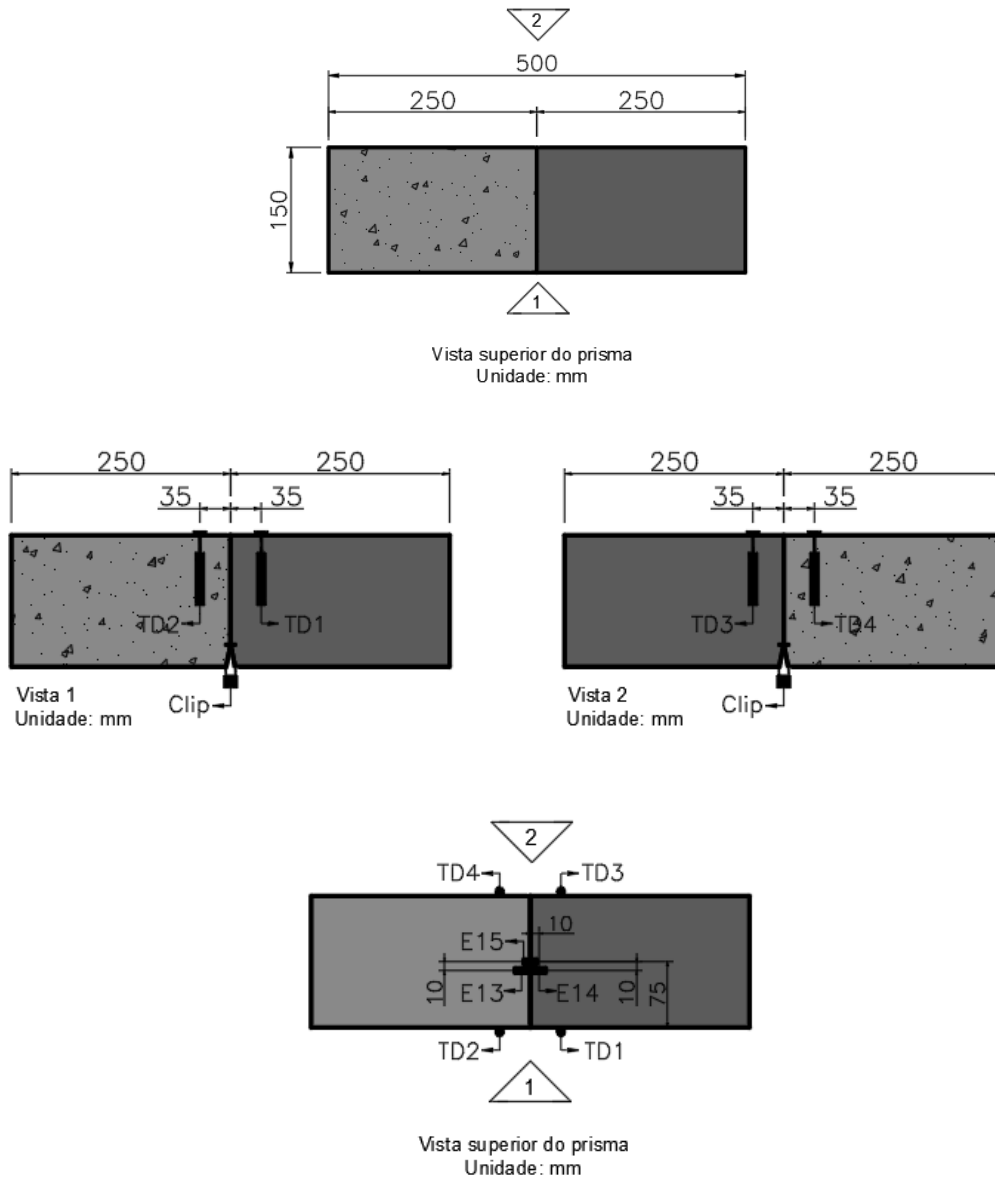 2
500
250 250
150
1
Vista superior do prisma
Unidade: mm
250 250
35 35
TD2 TD1
Vista 1
Unidade: mm
Clip
250 250
35 35
TD3 TD4
Vista 2
Unidade: mm
Clip
2
TD4 TD3
10
E15
10 10 75
E13 E14
TD2 TD1
1
Vista superior do prisma
Unidade: mm